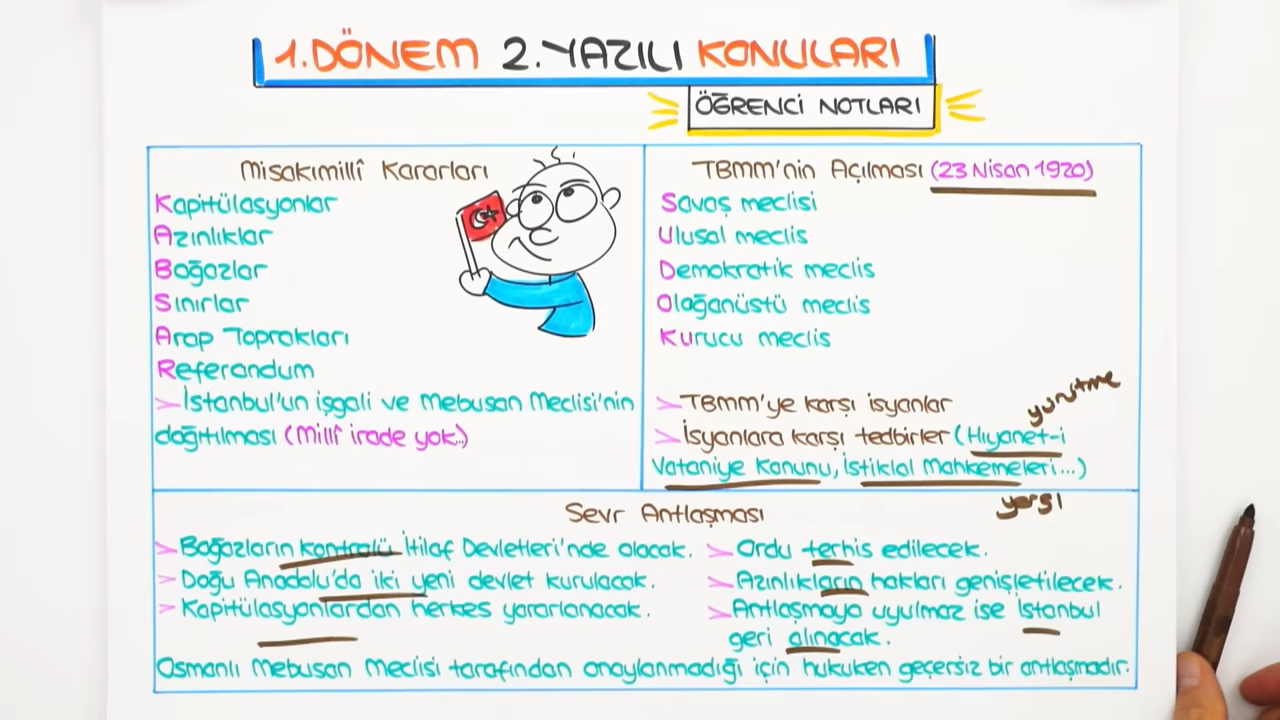 1.DÖNEM 2.YAZILI KONULARI
ÖĞRENCİ NOTLARI
Misakımillî Kararları
Kapitülasyonlar
Azınlıklar
Boğazlar
Sınırlar
Arap Toprakları
Referandum
➢İstanbul'un işgali ve Mebusan Meclisi'nin
dağıtılması (Millî irade yok..)
TBMM'nin Açılması (23 Nisan 1920)
Savaş meclisi
Ulusal meclis
Demokratik meclis
Olağanüstü meclis
Kurucu meclis
➢TBMM'ye karşı isyanlar
yürütme
➢İsyanlara karşı tedbirler (Hıyanet-i
Vataniye Kanunu, İstiklal Mahkemeleri...)
yargı
Sevr Antlaşması
➢Boğazların kontrolü İtilaf Devletleri'nde olacak.
➢Doğu Anadolu'da iki yeni devlet kurulacak.
➢Kapitülasyonlardan herkes yararlanacak.
➢Ordu terhis edilecek.
➢Azınlıkların hakları genişletilecek.
➢Antlaşmaya uyulmaz ise İstanbul
geri alınacak.
Osmanlı Mebusan Meclisi tarafından onaylanmadığı için hukuken geçersiz bir antlaşmadır.